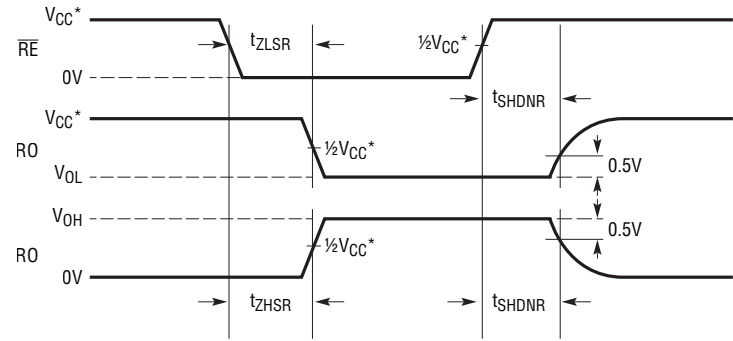 VCC*
RE
0V
tZLSR
½VCC*
tSHDNR
VCC*
RO
VOL
½VCC*
0.5V
VOH
RO
0V
½VCC*
0.5V
tZHSR
tSHDNR